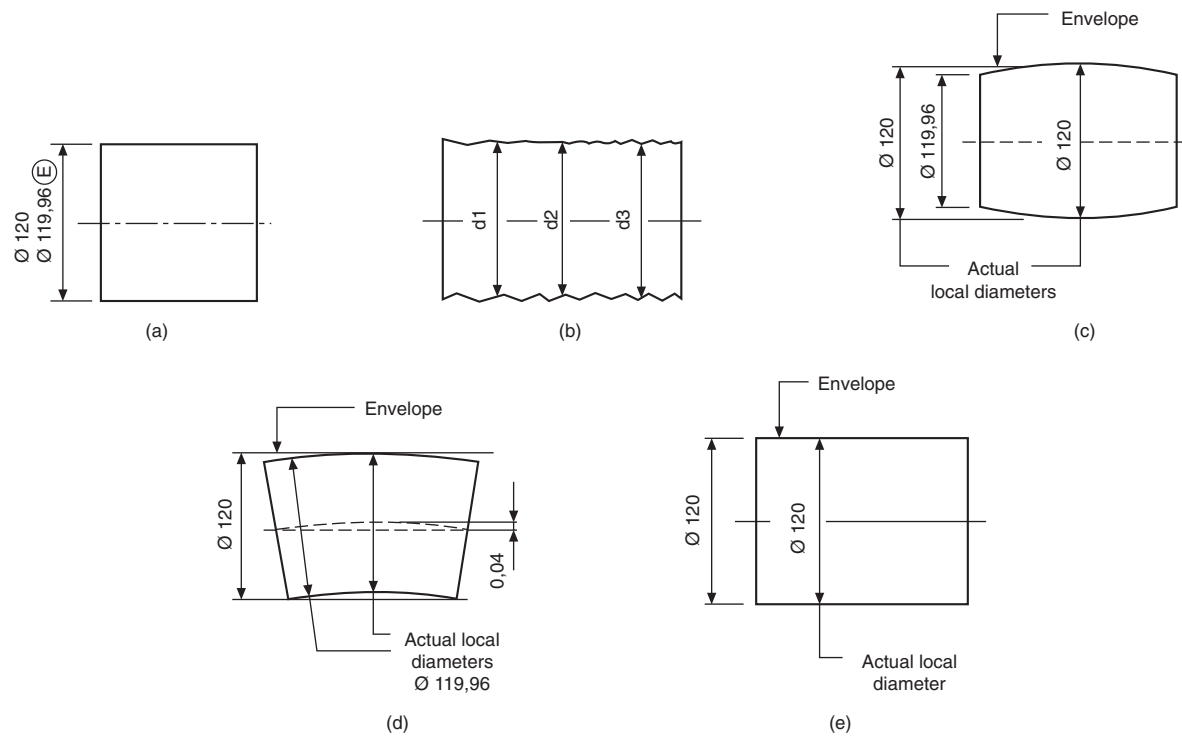 Ø 120
Ø 119,96 Ⓔ
(a)
d1
d2
d3
(b)
Envelope
Ø 120
Ø 119,96
Ø 120
Actual
local diameters
(c)
Envelope
Ø 120
0,04
Actual local
diameters
Ø 119,96
(d)
Envelope
Ø 120
Ø 120
Actual local
diameter
(e)